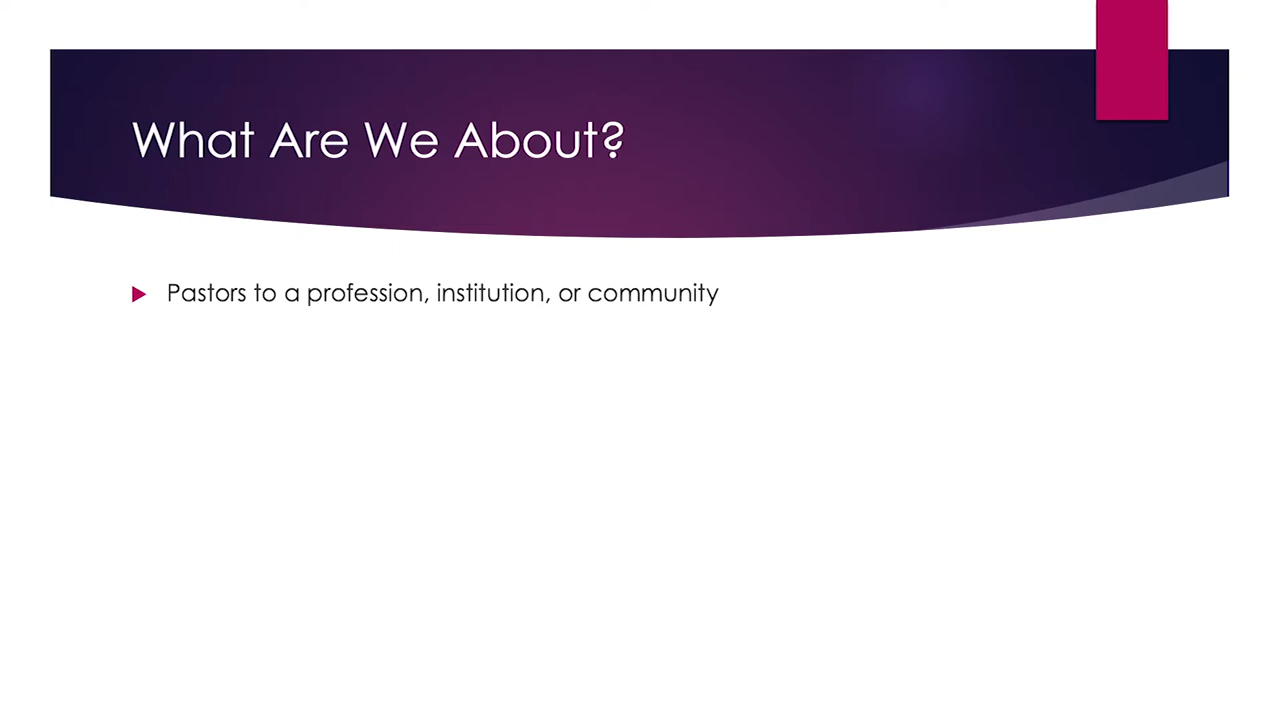 What Are We About?
Pastors to a profession, institution, or community